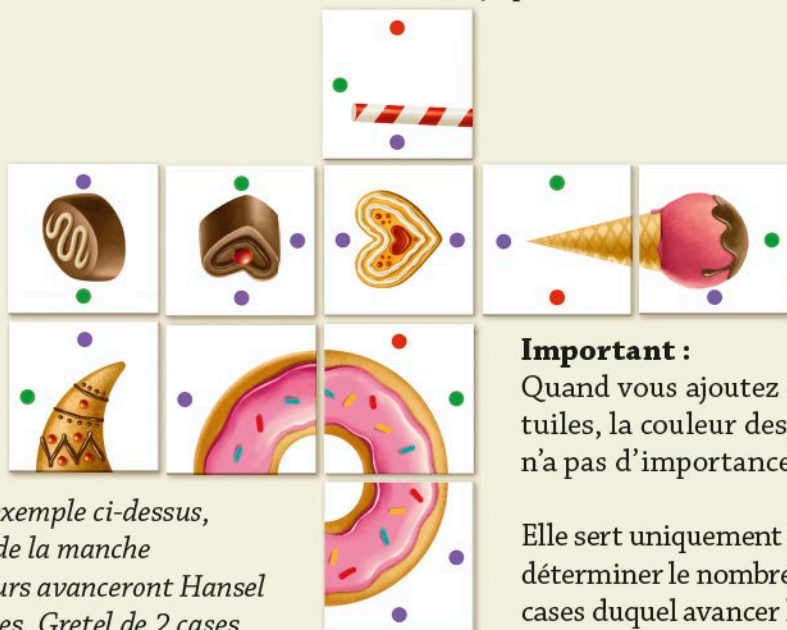 Important :
Quand vous ajoutez
tuiles, la couleur des
n'a pas d'importance
Elle sert uniquement
déterminer le nombre
cases duquel avancer
exemple ci-dessus,
de la manche
urs avanceront Hansel
es, Gretel de 2 cases